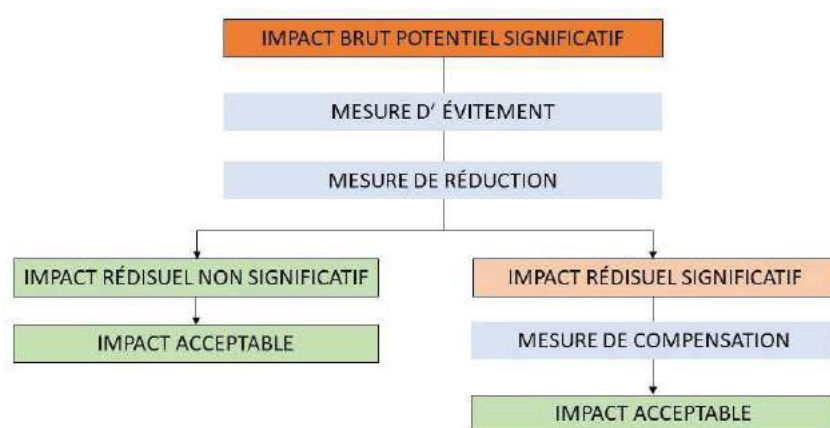 IMPACT BRUT POTENTIEL SIGNIFICATIF
MESURE D' ÉVITEMENT
MESURE DE RÉDUCTION
IMPACT RÉDISUEL NON SIGNIFICATIF
IMPACT RÉDISUEL SIGNIFICATIF
IMPACT ACCEPTABLE
MESURE DE COMPENSATION
IMPACT ACCEPTABLE